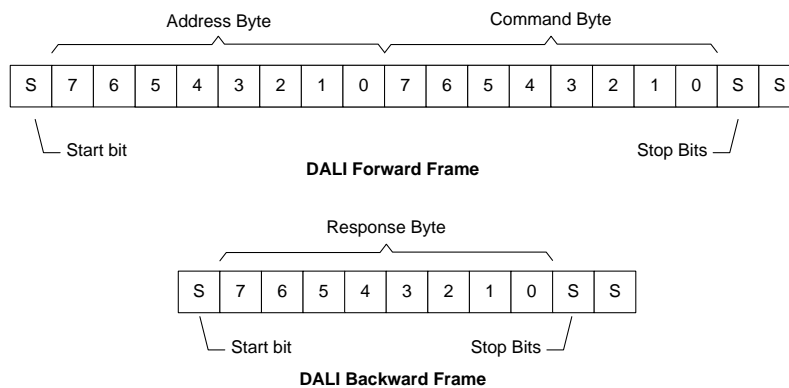 Address Byte Command Byte
S 7 6 5 4 3 2 1 0 7 6 5 4 3 2 1 0 S S
Start bit Stop Bits
DALI Forward Frame
Response Byte
S 7 6 5 4 3 2 1 0 S S
Start bit Stop Bits
DALI Backward Frame